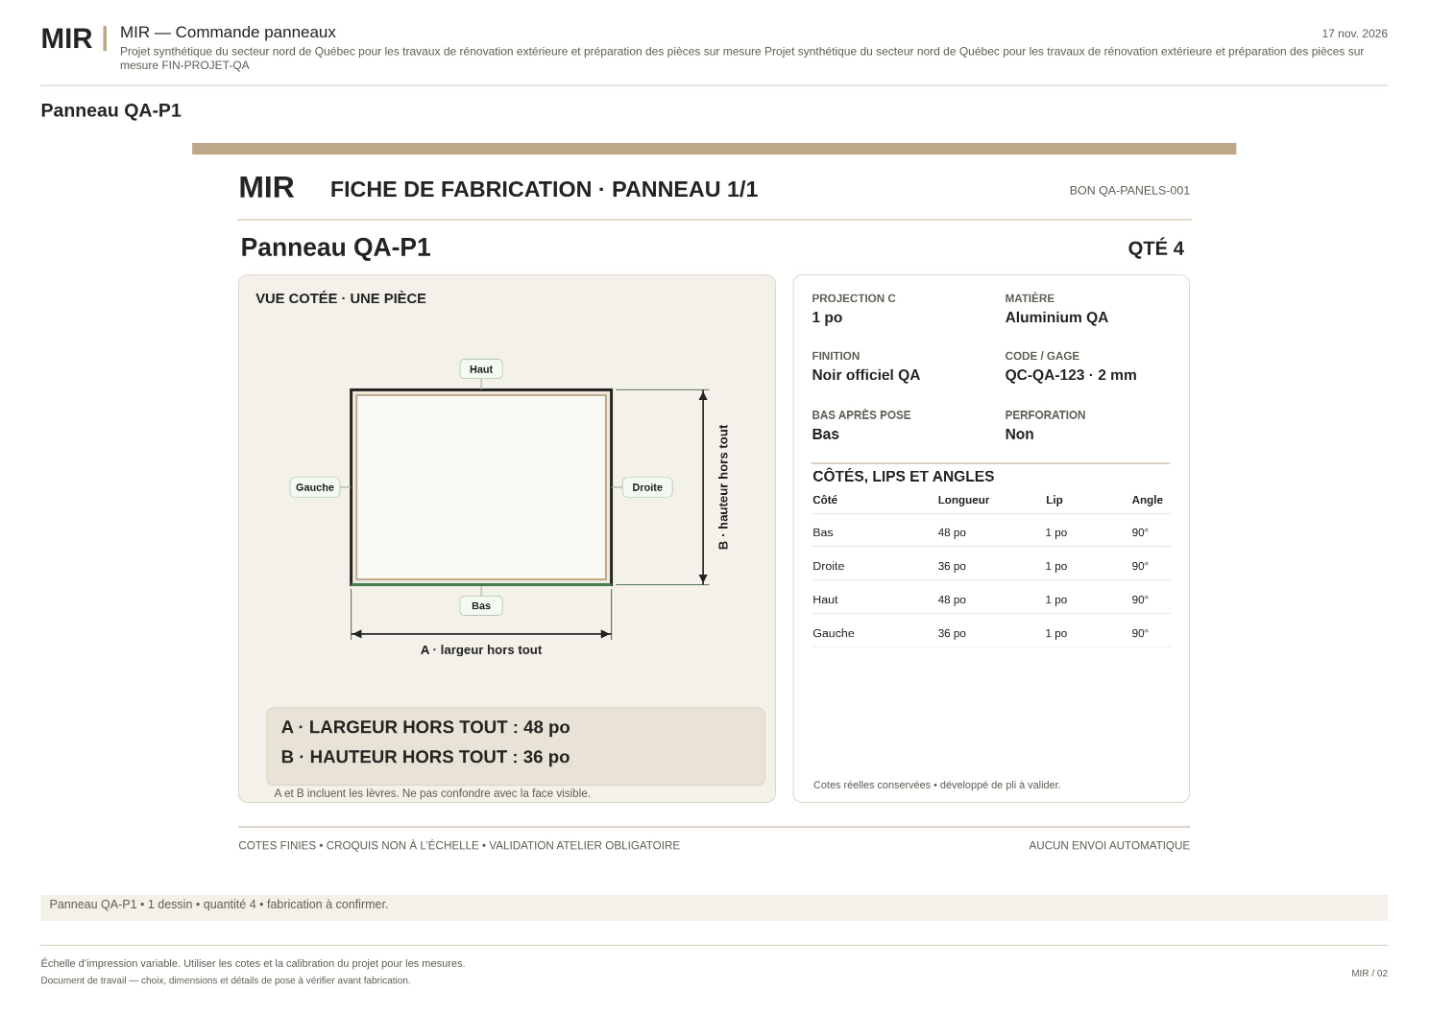 MIR
MIR — Commande panneaux
17 nov. 2026
Projet synthétique du secteur nord de Québec pour les travaux de rénovation extérieure et préparation des pièces sur mesure Projet synthétique du secteur nord de Québec pour les travaux de rénovation extérieure et préparation des pièces sur
mesure FIN-PROJET-QA
Panneau QA-P1
MIR FICHE DE FABRICATION · PANNEAU 1/1 BON QA-PANELS-001
Panneau QA-P1 QTÉ 4
VUE COTÉE · UNE PIÈCE
Haut
Gauche
Droite
B · hauteur hors tout
Bas
A · largeur hors tout
A · LARGEUR HORS TOUT : 48 po
B · HAUTEUR HORS TOUT : 36 po
A et B incluent les lèvres. Ne pas confondre avec la face visible.
PROJECTION C MATIÈRE
1 po Aluminium QA
FINITION CODE / GAGE
Noir officiel QA QC-QA-123 · 2 mm
BAS APRÈS POSE PERFORATION
Bas Non
CÔTÉS, LIPS ET ANGLES
Côté Longueur Lip Angle
Bas 48 po 1 po 90°
Droite 36 po 1 po 90°
Haut 48 po 1 po 90°
Gauche 36 po 1 po 90°
Cotes réelles conservées • développé de pli à valider.
COTES FINIES • CROQUIS NON À L'ÉCHELLE • VALIDATION ATELIER OBLIGATOIRE AUCUN ENVOI AUTOMATIQUE
Panneau QA-P1 • 1 dessin • quantité 4 • fabrication à confirmer.
Échelle d'impression variable. Utiliser les cotes et la calibration du projet pour les mesures.
Document de travail — choix, dimensions et détails de pose à vérifier avant fabrication.
MIR / 02